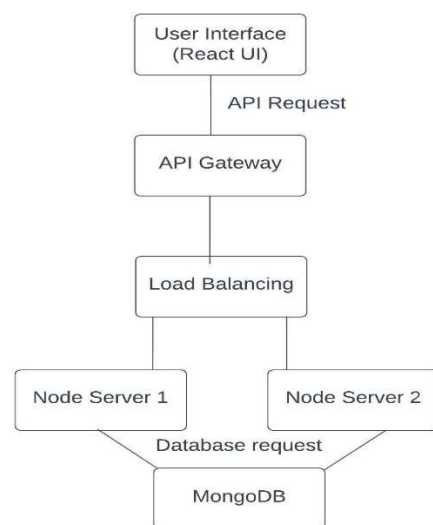 User Interface
(React UI)
API Request
API Gateway
Load Balancing
Node Server 1
Node Server 2
Database request
MongoDB